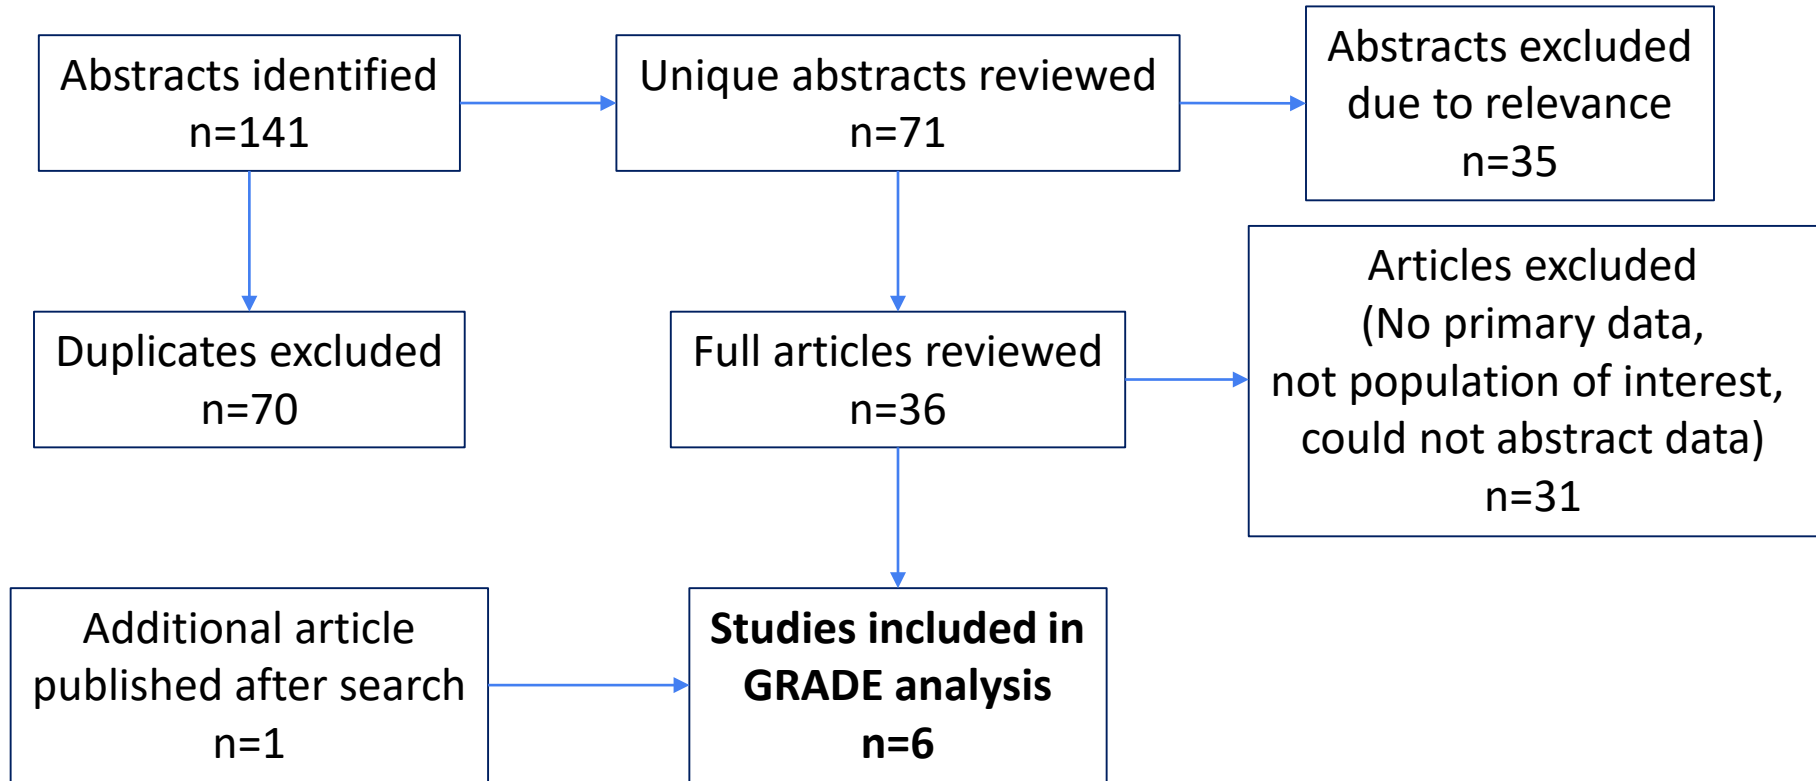 Abstracts identified
n=141
Unique abstracts reviewed
n=71
Abstracts excluded
due to relevance
n=35
Duplicates excluded
n=70
Full articles reviewed
n=36
Articles excluded
(No primary data,
not population of interest,
could not abstract data)
n=31
Additional article
published after search
n=1
Studies included in
GRADE analysis
n=6